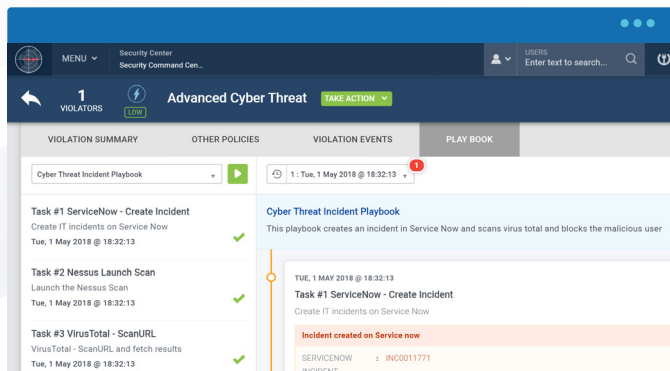 MENU
Security Center
Security Command Cen...
USERS
Enter text to search...
1
VIOLATORS
LOW
Advanced Cyber Threat
TAKE ACTION
VIOLATION SUMMARY
OTHER POLICIES
VIOLATION EVENTS
PLAY BOOK
Cyber Threat Incident Playbook
1 : Tue, 1 May 2018 @ 18:32:13
1
Task #1 ServiceNow - Create Incident
Create IT incidents on Service Now
Tue, 1 May 2018 @ 18:32:13
Task #2 Nessus Launch Scan
Launch the Nessus Scan
Tue, 1 May 2018 @ 18:32:13
Task #3 VirusTotal - ScanURL
VirusTotal - ScanURL and fetch results
Tue, 1 May 2018 @ 18:32:13
Cyber Threat Incident Playbook
This playbook creates an incident in Service Now and scans virus total and blocks the malicious user
TUE, 1 MAY 2018 @ 18:32:13
Task #1 ServiceNow - Create Incident
Create IT incidents on Service Now
Incident created on Service now
SERVICENOW : INC0011771
INCIDENT